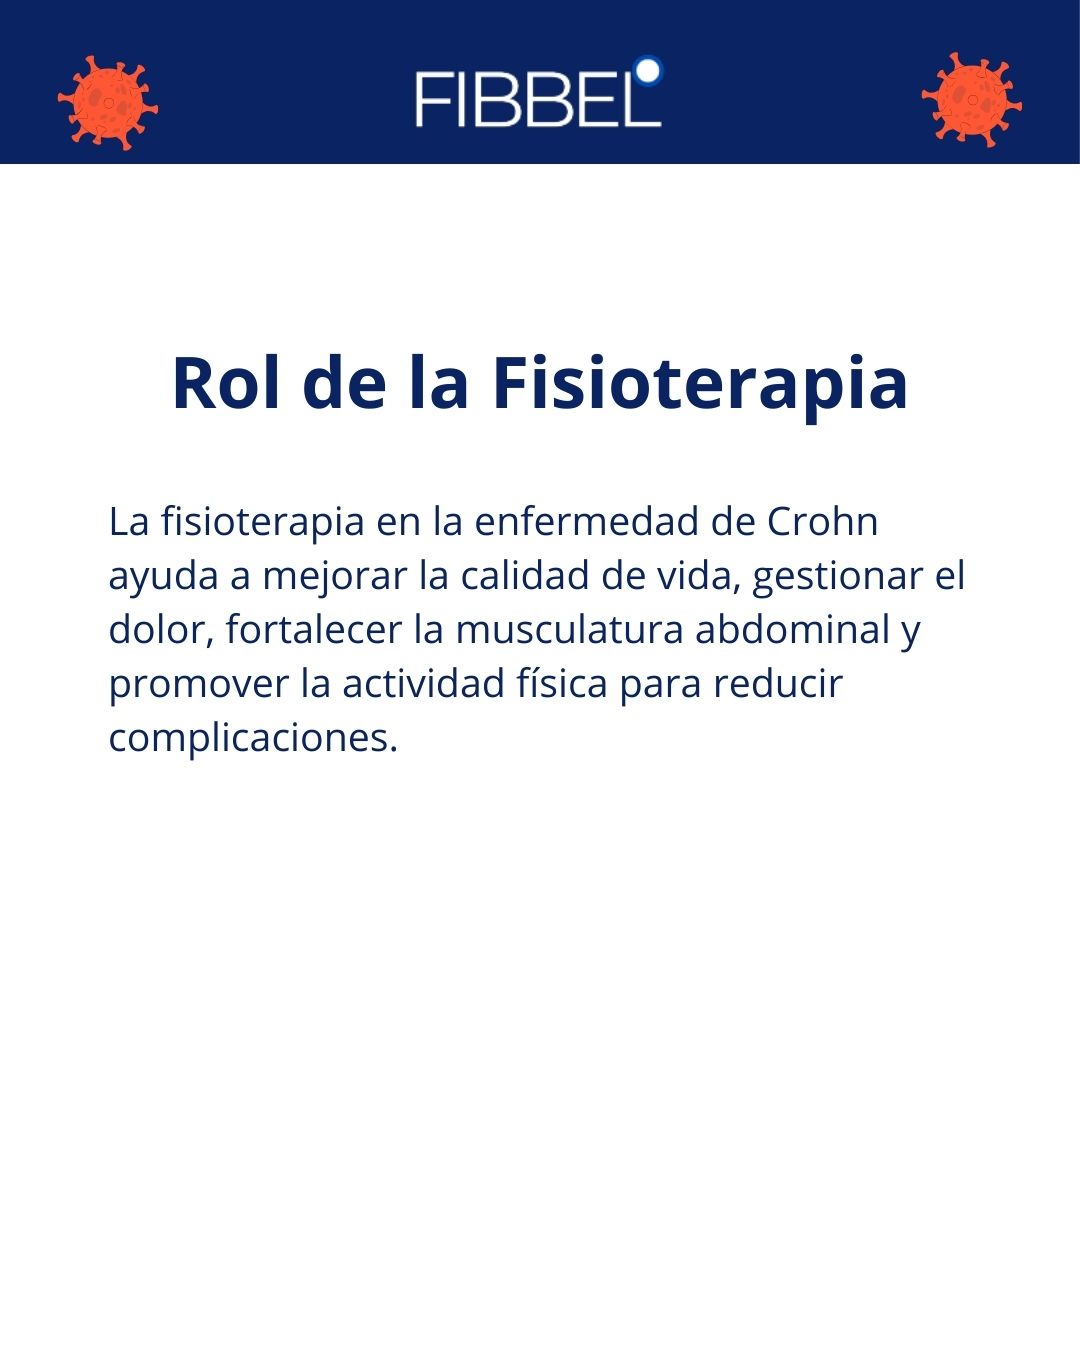 FIBBEL
Rol de la Fisioterapia
La fisioterapia en la enfermedad de Crohn
ayuda a mejorar la calidad de vida, gestionar el
dolor, fortalecer la musculatura abdominal y
promover la actividad física para reducir
complicaciones.